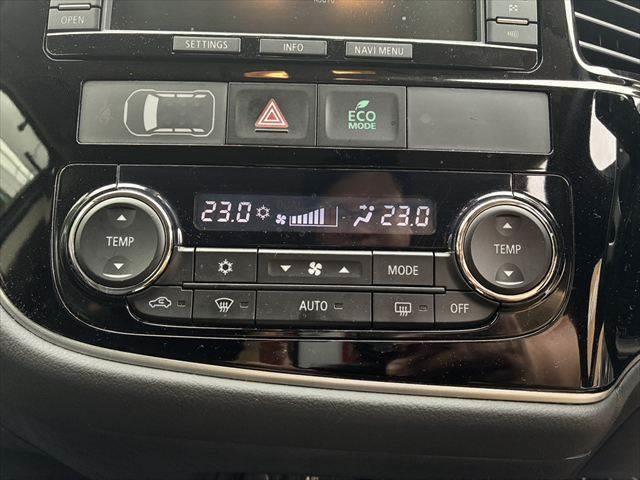 OPEN
SETTINGS INFO NAVI MENU
ECO
MODE
23.0 23.0
TEMP TEMP
MODE
AUTO OFF